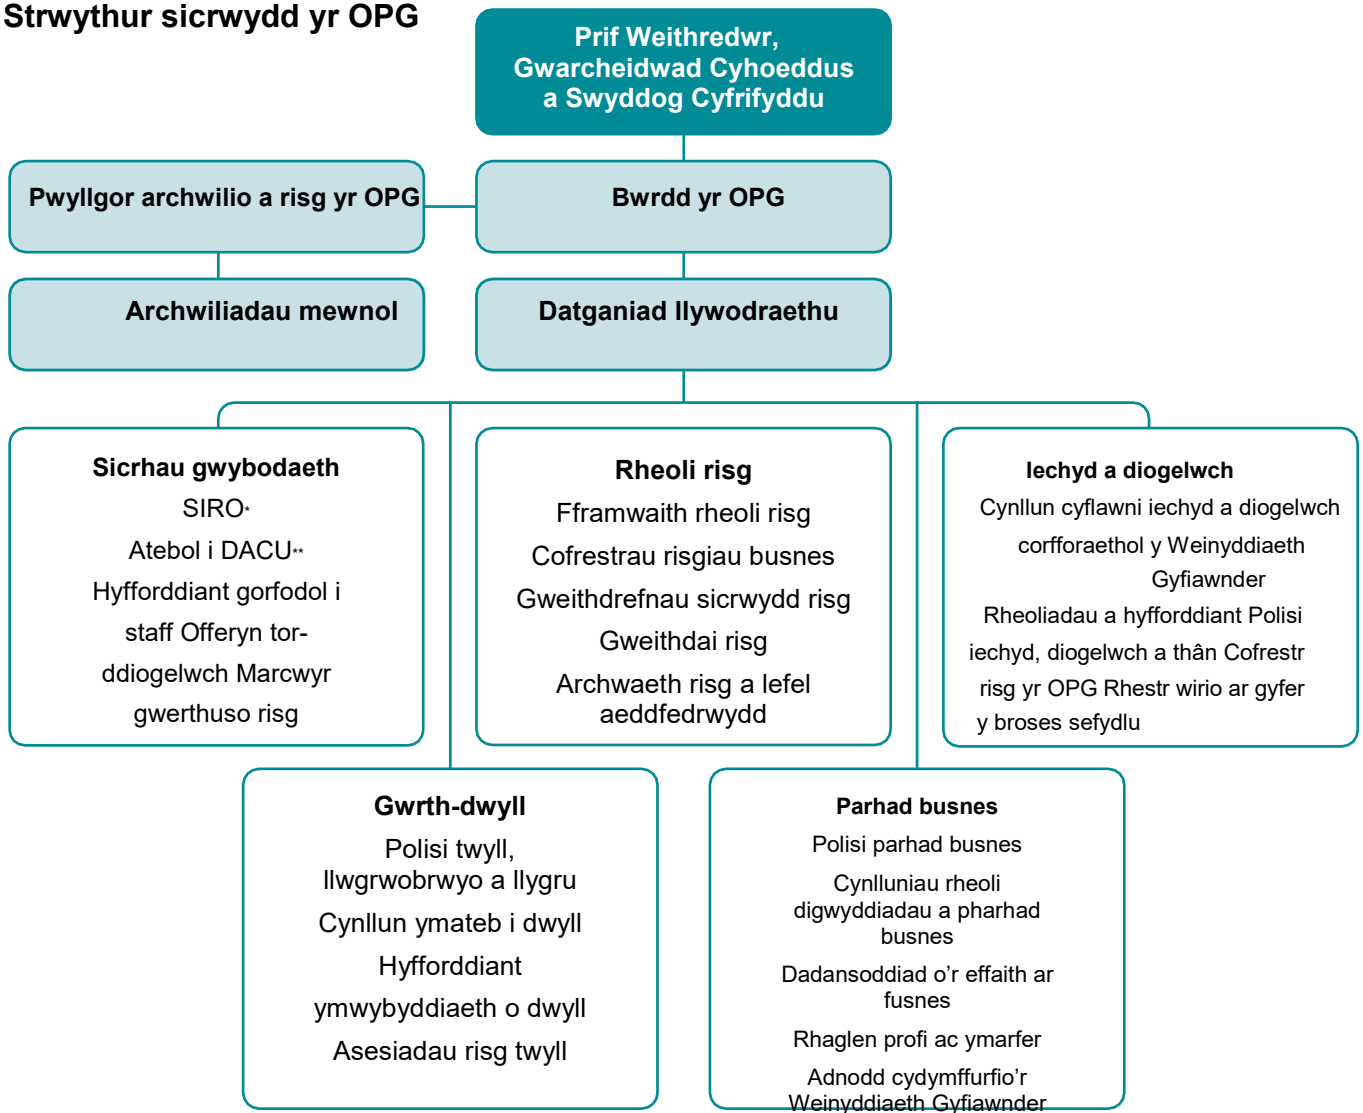 Strwythur sicrwydd yr OPG
Prif Weithredwr,
Gwarcheidwad Cyhoeddus
a Swyddog Cyfrifyddu
Pwyllgor archwilio a risg yr OPG
Bwrdd yr OPG
Archwiliadau mewnol
Datganiad llywodraethu
Sicrhau gwybodaeth
SIRO*
Atebol i DACU**
Hyfforddiant gorfodol i
staff Offeryn tor-
ddiogelwch Marcwyr
gwerthuso risg
Rheoli risg
Fframwaith rheoli risg
Cofrestrau risgiau busnes
Gweithdrefnau sicrwydd risg
Gweithdai risg
Archwaeth risg a lefel
aeddfedrwydd
Iechyd a diogelwch
Cynllun cyflawni iechyd a diogelwch
corfforaethol y Weinyddiaeth
Gyfiawnder
Rheoliadau a hyfforddiant Polisi
iechyd, diogelwch a thân Cofrestr
risg yr OPG Rhestr wirio ar gyfer
y broses sefydlu
Gwrth-dwyll
Polisi twyll,
llwgrwobrwyo a llygru
Cynllun ymateb i dwyll
Hyfforddiant
ymwybyddiaeth o dwyll
Asesiadau risg twyll
Parhad busnes
Polisi parhad busnes
Cynlluniau rheoli
digwyddiadau a pharhad
busnes
Dadansoddiad o'r effaith ar
fusnes
Rhaglen profi ac ymarfer
Adnodd cydymffurfio'r
Weinyddiaeth Gyfiawnder